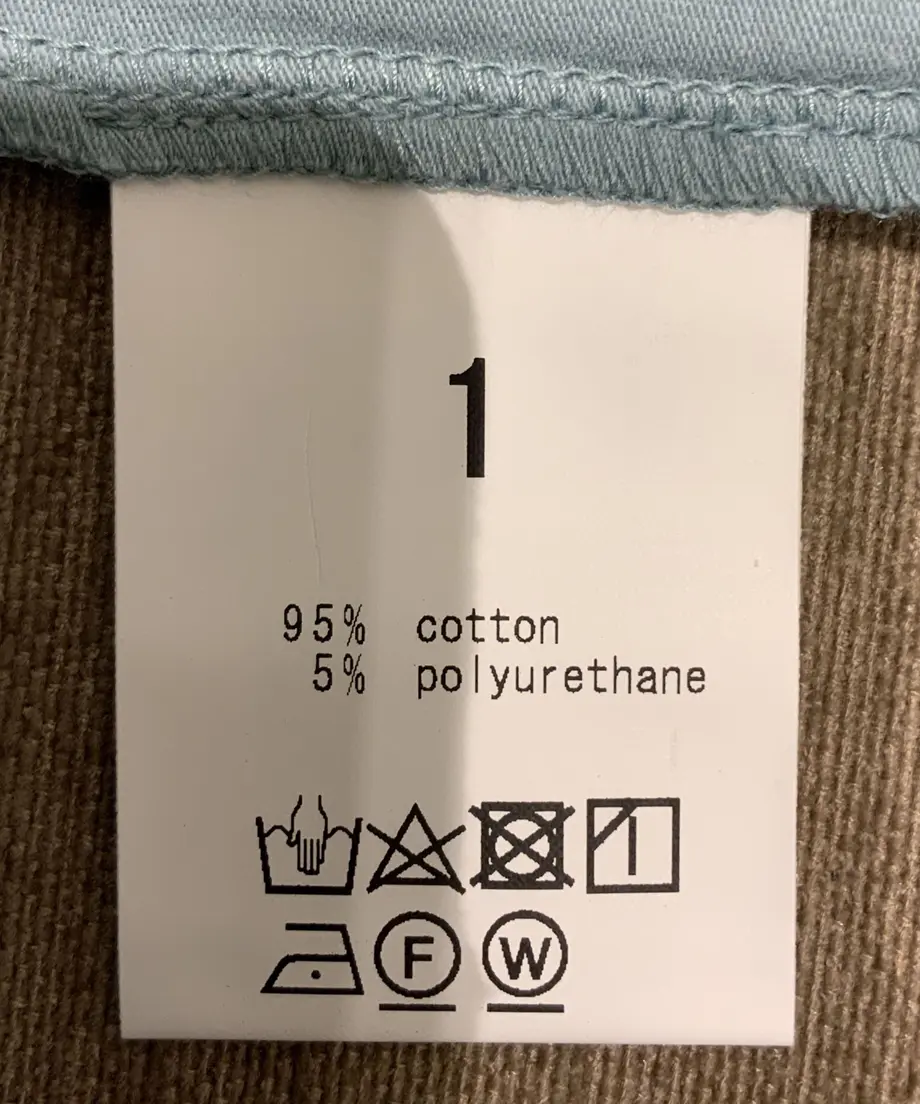 1
95% cotton
5% polyurethane
F W